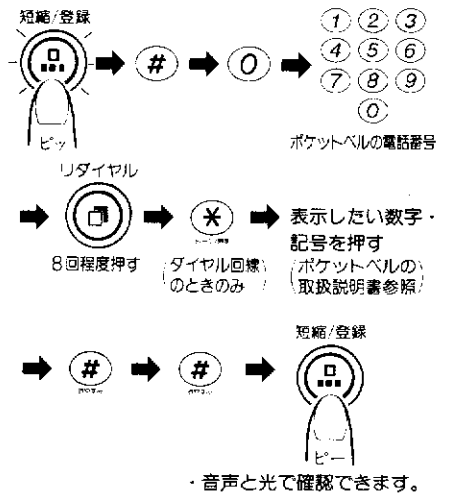 短縮/登録
# 0
1 2 3
4 5 6
7 8 9
0
ピッ
ポケットベルの電話番号
リダイヤル
*
表示したい数字・
記号を押す
8回程度押す
(ダイヤル回線
のときのみ)
(ポケットベルの
取扱説明書参照)
短縮/登録
# #
ピー
・音声と光で確認できます。